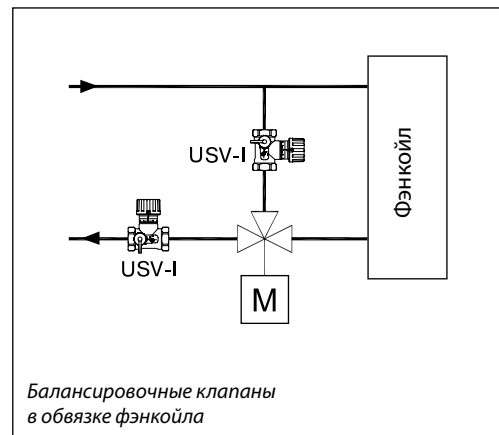 USV-I
Фэнкойл
USV-I
M
Балансировочные клапаны
в обвязке фэнкойла